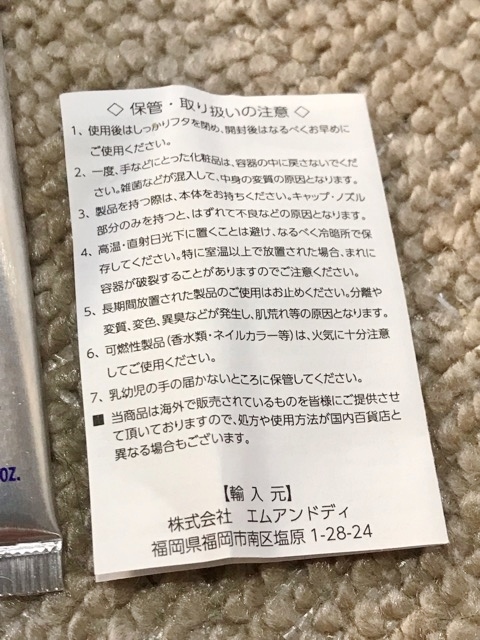 ◇ 保管・取り扱いの注意 ◇
1、使用後はしっかりフタを閉め、開封後はなるべくお早めに
ご使用ください。
2、一度、手などにとった化粧品は、容器の中に戻さないでくだ
さい。雑菌などが混入して、中身の変質の原因となります。
3、製品を持つ際は、本体をお持ちください。キャップ・ノズル
部分のみを持つと、はずれて不良などの原因となります。
4、高温・直射日光下に置くことは避け、なるべく冷暗所で保
存してください。特に室温以上で放置された場合、まれに
容器が破裂することがありますのでご注意ください。
5、長期間放置された製品のご使用はお止めください。分離や
変質、変色、異臭などが発生し、肌荒れ等の原因となります。
6、可燃性製品(香水類・ネイルカラー等)は、火気に十分注意
してご使用ください。
7、乳幼児の手の届かないところに保管してください。
■ 当商品は海外で販売されているものを皆様にご提供させ
て頂いておりますので、処方や使用方法が国内百貨店と
異なる場合もございます。
【輸入元】
株式会社 エムアンドディ
福岡県福岡市南区塩原 1-28-24
OZ.